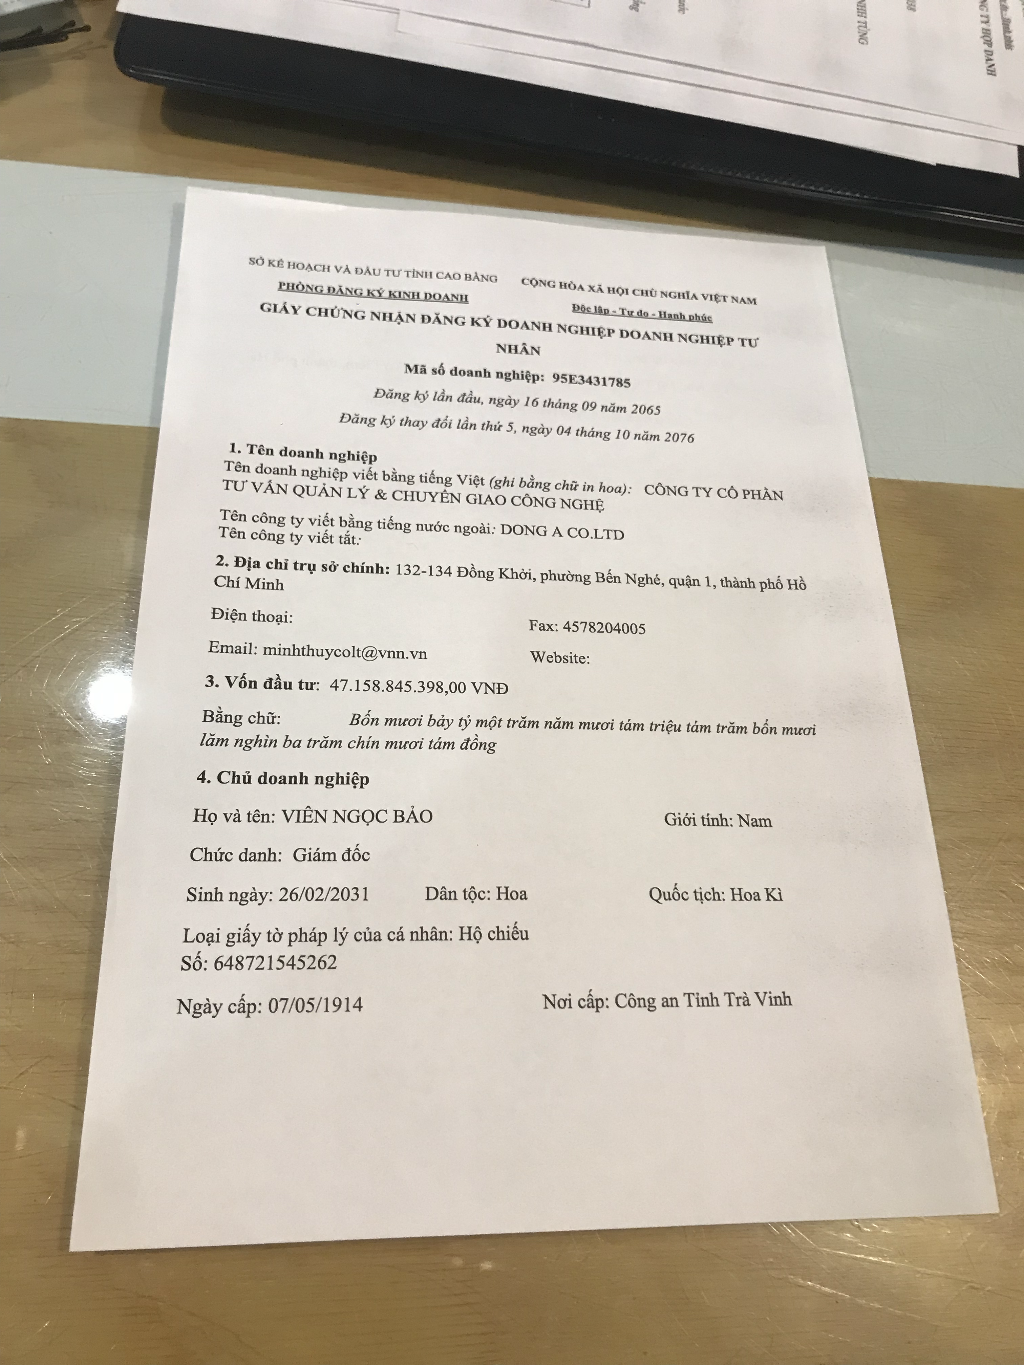 SỞ KẾ HOẠCH VÀ ĐẦU TƯ TỈNH CAO BẰNG
PHÒNG ĐĂNG KÝ KINH DOANH
CỘNG HÒA XÃ HỘI CHỦ NGHĨA VIỆT NAM
Độc lập - Tự do - Hạnh phúc
GIẤY CHỨNG NHẬN ĐĂNG KÝ DOANH NGHIỆP DOANH NGHIỆP TƯ
NHÂN
Mã số doanh nghiệp: 95E3431785
Đăng ký lần đầu, ngày 16 tháng 09 năm 2065
Đăng ký thay đổi lần thứ 5, ngày 04 tháng 10 năm 2076
1. Tên doanh nghiệp
Tên doanh nghiệp viết bằng tiếng Việt (ghi bằng chữ in hoa): CÔNG TY CỔ PHẦN
TƯ VẤN QUẢN LÝ & CHUYỂN GIAO CÔNG NGHỆ
Tên công ty viết bằng tiếng nước ngoài: DONG A CO.LTD
Tên công ty viết tắt:
2. Địa chỉ trụ sở chính: 132-134 Đồng Khởi, phường Bến Nghé, quận 1, thành phố Hồ
Chí Minh
Điện thoại:
Fax: 4578204005
Email: minhthuycolt@vnn.vn
Website:
3. Vốn đầu tư: 47.158.845.398,00 VNĐ
Bằng chữ: Bốn mươi bảy tỷ một trăm năm mươi tám triệu tám trăm bốn mươi
lăm nghìn ba trăm chín mươi tám đồng
4. Chủ doanh nghiệp
Họ và tên: VIÊN NGỌC BẢO
Giới tính: Nam
Chức danh: Giám đốc
Sinh ngày: 26/02/2031 Dân tộc: Hoa Quốc tịch: Hoa Kì
Loại giấy tờ pháp lý của cá nhân: Hộ chiếu
Số: 648721545262
Ngày cấp: 07/05/1914
Nơi cấp: Công an Tỉnh Trà Vinh
NH TÙNG
TY HỢP DANH